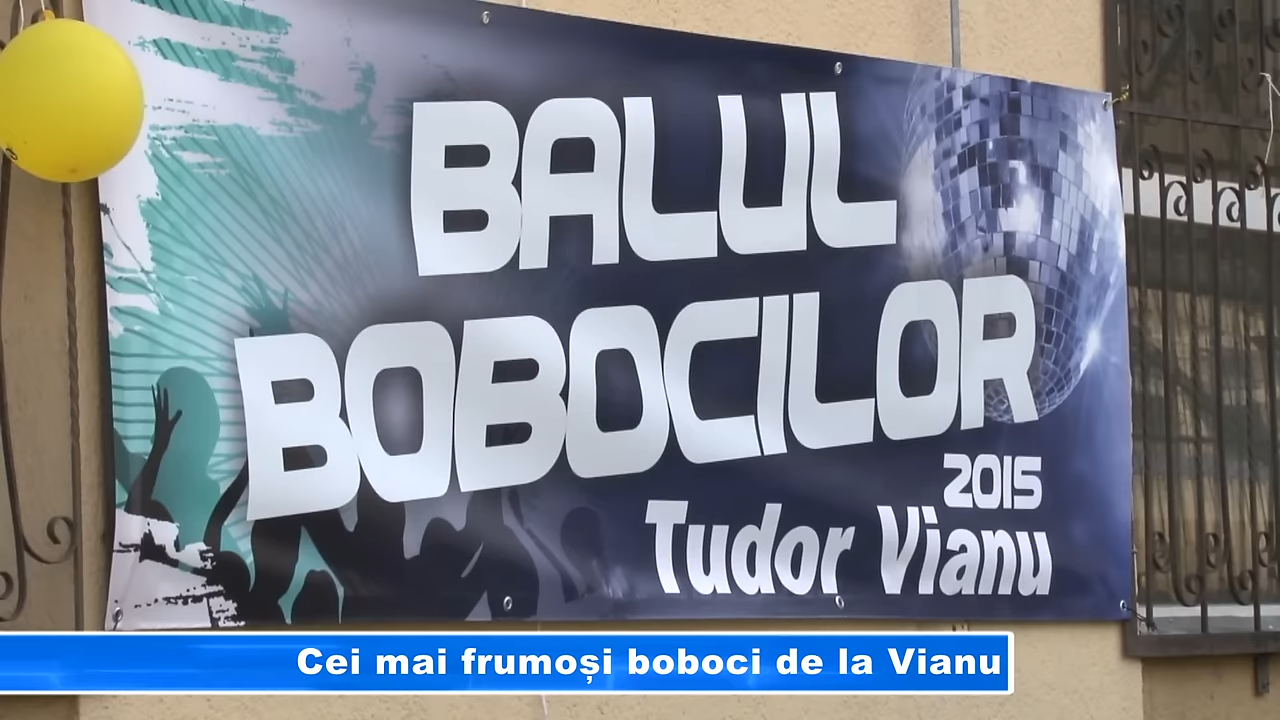 BALUL
BOBOCILOR
2015
Tudor Vianu
Cei mai frumoși boboci de la Vianu